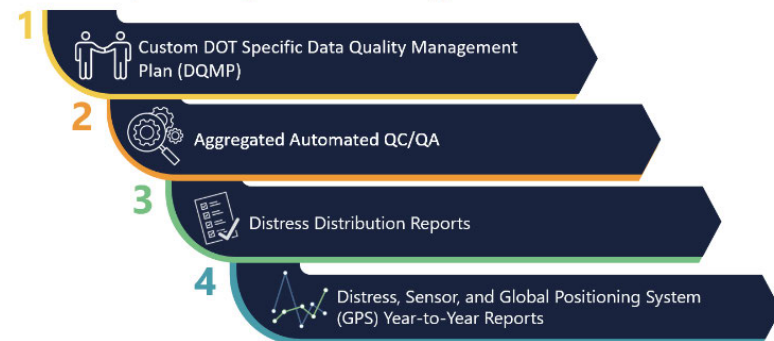 1
Custom DOT Specific Data Quality Management
Plan (DQMP)
2
Aggregated Automated QC/QA
3
Distress Distribution Reports
4
Distress, Sensor, and Global Positioning System
(GPS) Year-to-Year Reports